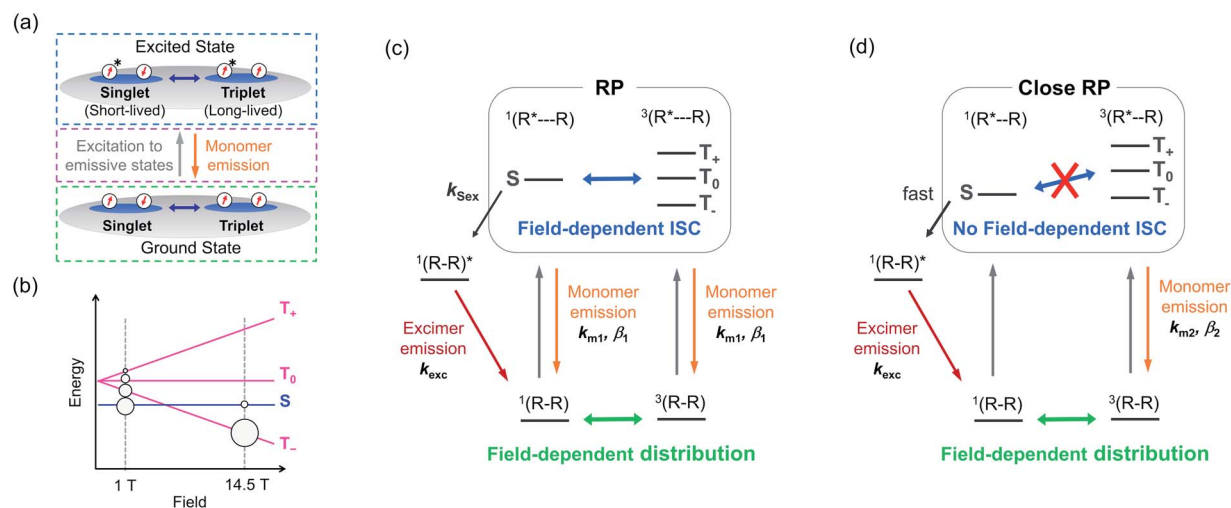 (a)
Excited State
*
*
Singlet
Triplet
(Short-lived)
(Long-lived)
Excitation to
emissive states
Monomer
emission
Singlet
Triplet
Ground State
(b)
Energy
T+
T0
S
T−
1 T
14.5 T
Field
(c)
RP
1(R*---R)
3(R*---R)
T+
S
T0
T-
kSex
Field-dependent ISC
1(R-R)*
Excimer
emission
kexc
Monomer
emission
km1, β1
Monomer
emission
km1, β1
1(R-R)
3(R-R)
Field-dependent distribution
(d)
Close RP
1(R*--R)
3(R*--R)
T+
S
T0
T-
fast
No Field-dependent ISC
1(R-R)*
Excimer
emission
kexc
Monomer
emission
km2, β2
1(R-R)
3(R-R)
Field-dependent distribution